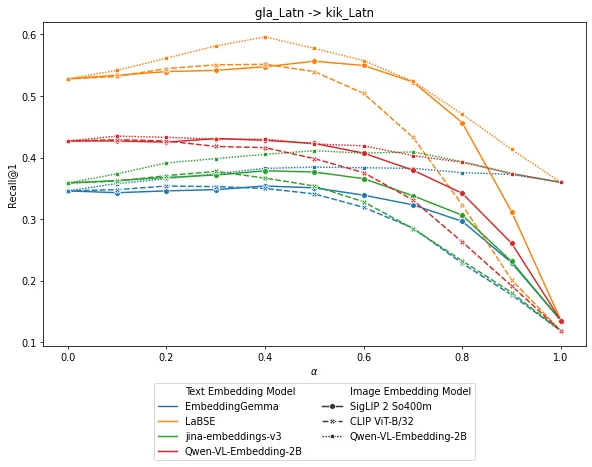 gla_Latn -> kik_Latn
Recall@1
0.6
0.5
0.4
0.3
0.2
0.1
0.0 0.2 0.4 0.6 0.8 1.0
α
Text Embedding Model Image Embedding Model
EmbeddingGemma SigLIP 2 So400m
LaBSE CLIP ViT-B/32
jina-embeddings-v3 Qwen-VL-Embedding-2B
Qwen-VL-Embedding-2B